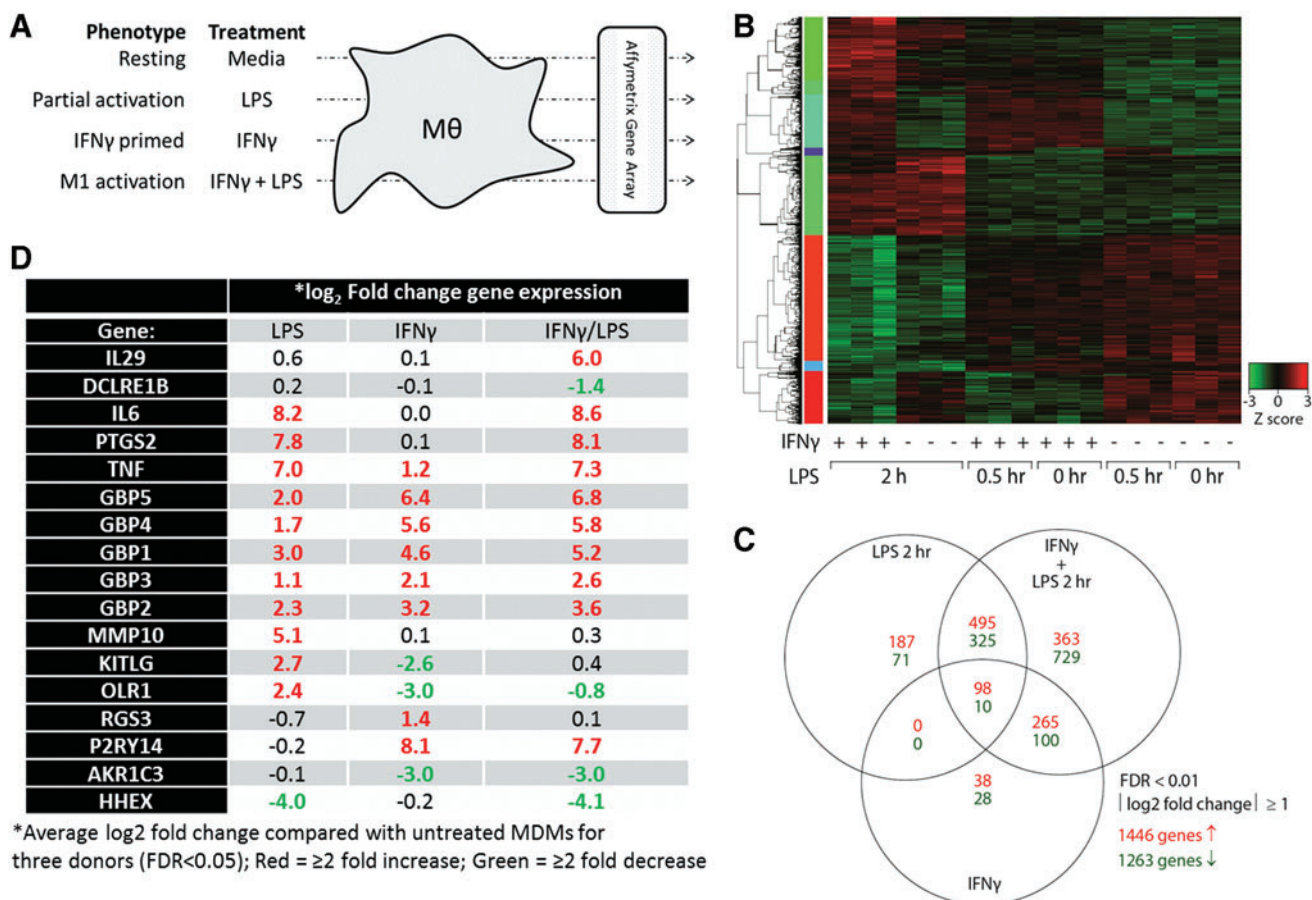 A
Phenotype Treatment
Resting Media
Partial activation LPS
IFNγ primed IFNγ
M1 activation IFNγ + LPS
Mθ
Affymetrix Gene Array
B
IFNγ + + + - - - + + + + + + - - - - - -
LPS 2 h 0.5 hr 0 hr 0.5 hr 0 hr
-3 0 3
Z score
C
LPS 2 hr
IFNγ
+
LPS 2 hr
187
71
495
325
363
729
98
10
0
0
265
100
38
28
IFNγ
FDR < 0.01
|log2 fold change| ≥ 1
1446 genes ↑
1263 genes ↓
D
*log₂ Fold change gene expression
Gene: LPS IFNγ IFNγ/LPS
IL29 0.6 0.1 6.0
DCLRE1B 0.2 -0.1 -1.4
IL6 8.2 0.0 8.6
PTGS2 7.8 0.1 8.1
TNF 7.0 1.2 7.3
GBP5 2.0 6.4 6.8
GBP4 1.7 5.6 5.8
GBP1 3.0 4.6 5.2
GBP3 1.1 2.1 2.6
GBP2 2.3 3.2 3.6
MMP10 5.1 0.1 0.3
KITLG 2.7 -2.6 0.4
OLR1 2.4 -3.0 -0.8
RGS3 -0.7 1.4 0.1
P2RY14 -0.2 8.1 7.7
AKR1C3 -0.1 -3.0 -3.0
HHEX -4.0 -0.2 -4.1
*Average log2 fold change compared with untreated MDMs for
three donors (FDR<0.05); Red = ≥2 fold increase; Green = ≥2 fold decrease